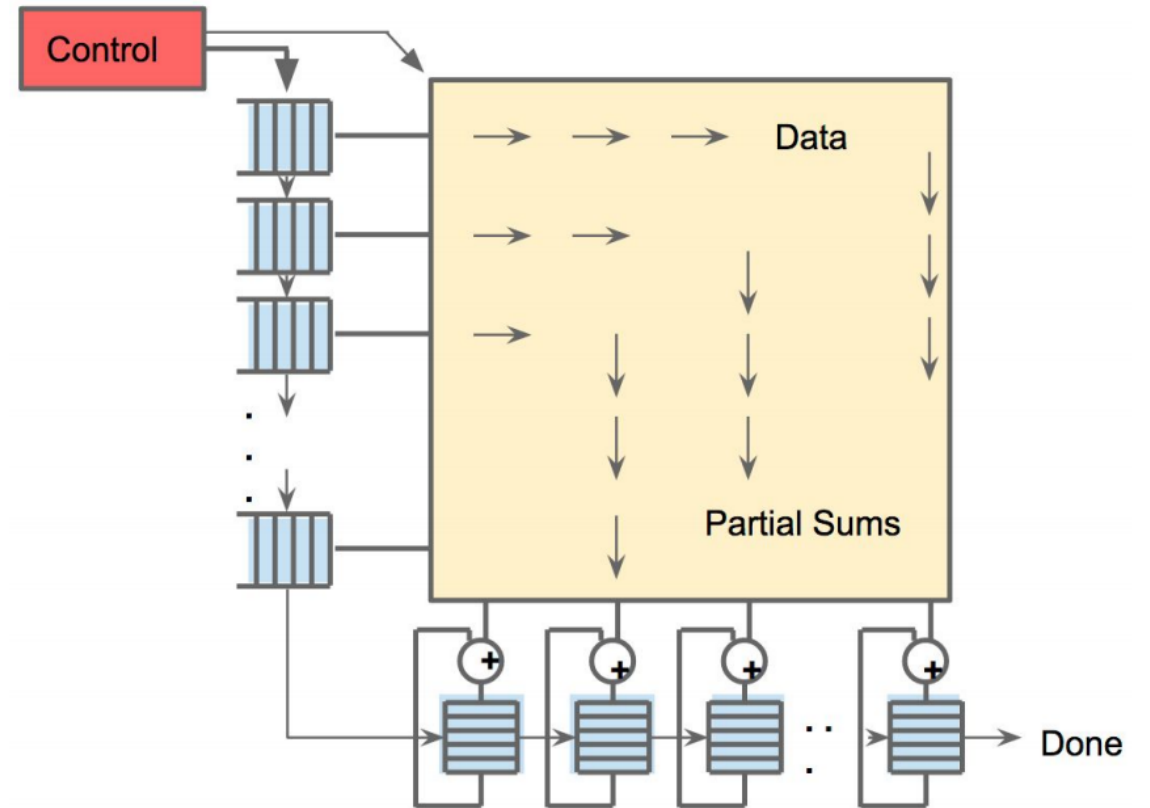 Control
Data
Partial Sums
+
+
+
+
Done